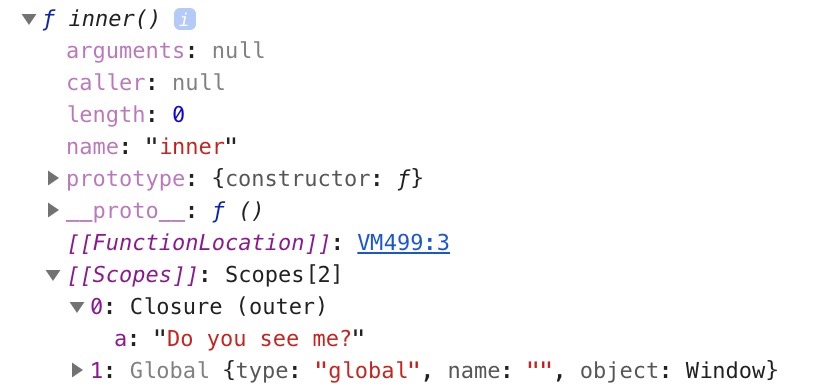 ▼ƒ inner() i
arguments: null
caller: null
length: 0
name: "inner"
▶prototype: {constructor: ƒ}
▶__proto__: ƒ ()
[[FunctionLocation]]: VM499:3
▼[[Scopes]]: Scopes[2]
▼0: Closure (outer)
a: "Do you see me?"
▶1: Global {type: "global", name: "", object: Window}